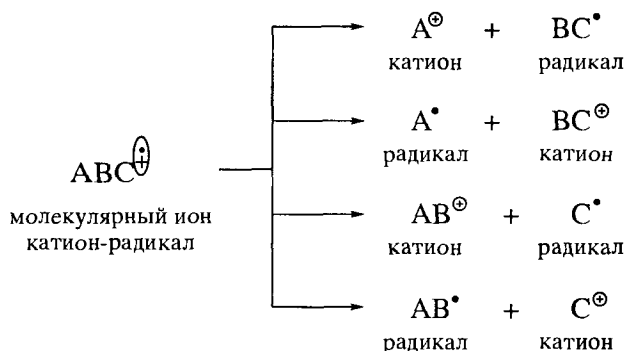 A⊕ + BC•
катион радикал
A• + BC⊕
радикал катион
ABC•+
молекулярный ион
катион-радикал
AB⊕ + C•
катион радикал
AB• + C⊕
радикал катион